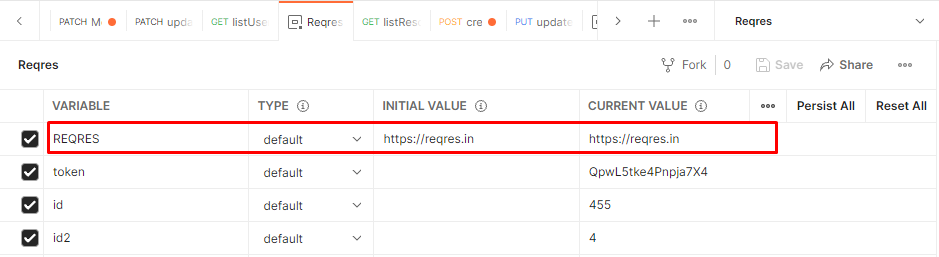 PATCH M PATCH upda GET listUse Reqres GET listRes POST cre PUT update Reqres
Reqres Fork 0 Save Share
VARIABLE TYPE INITIAL VALUE CURRENT VALUE Persist All Reset All
REQRES default https://reqres.in https://reqres.in
token default QpwL5tke4Pnpja7X4
id default 455
id2 default 4